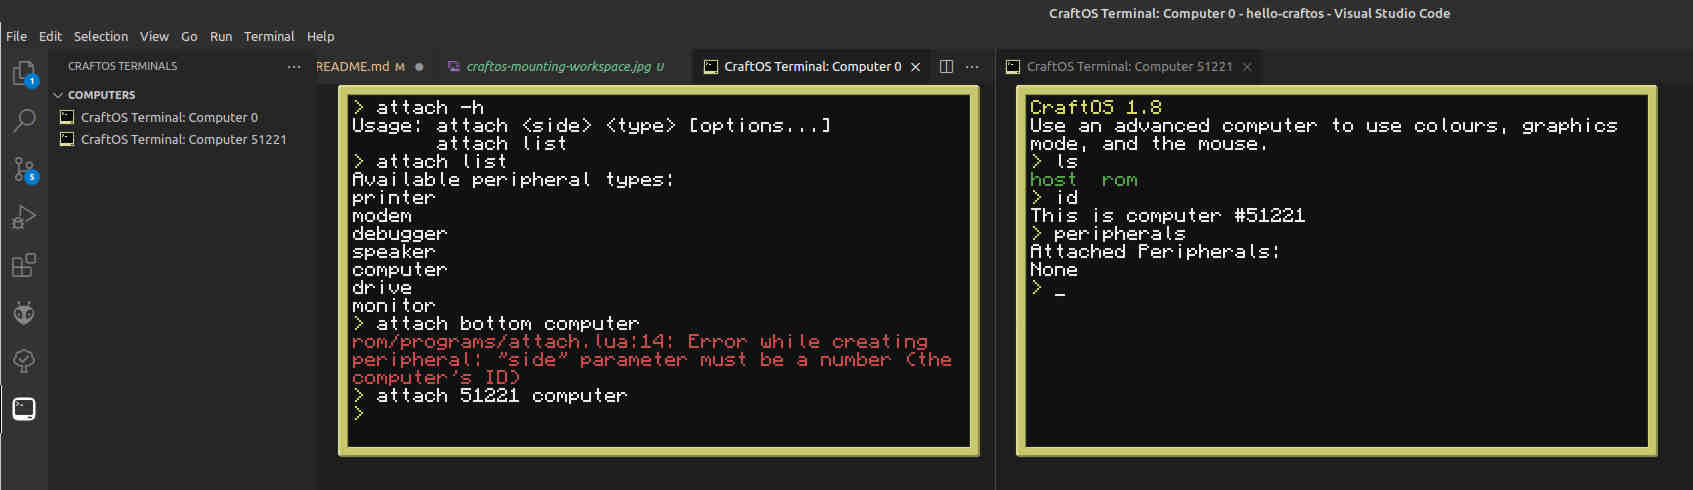 CraftOS Terminal: Computer 0 - hello-craftos - Visual Studio Code
File Edit Selection View Go Run Terminal Help
CRAFTOS TERMINALS ···
COMPUTERS
CraftOS Terminal: Computer 0
CraftOS Terminal: Computer 51221
1
5
README.md M
craftos-mounting-workspace.jpg U
CraftOS Terminal: Computer 0
CraftOS Terminal: Computer 51221
> attach -h
Usage: attach <side> <type> [options...]
attach list
> attach list
Available peripheral types:
printer
modem
debugger
speaker
computer
drive
monitor
> attach bottom computer
rom/programs/attach.lua:14: Error while creating
peripheral: "side" parameter must be a number (the
computer's ID)
> attach 51221 computer
>
CraftOS 1.8
Use an advanced computer to use colours, graphics
mode, and the mouse.
> ls
host rom
> id
This is computer #51221
> peripherals
Attached Peripherals:
None
> _